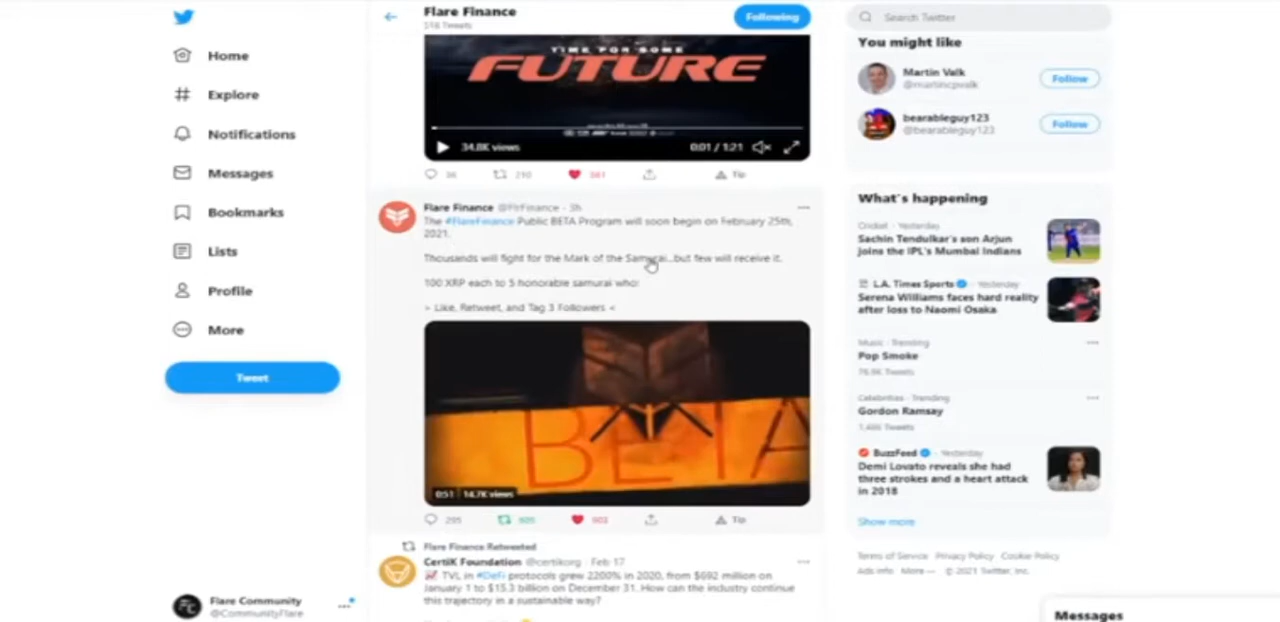 Home
Explore
Notifications
Messages
Bookmarks
Lists
Profile
More
Tweet
Flare Community
@CommunityFlare
Flare Finance
518 Tweets
Following
TIME FOR SOME
FUTURE
34.8K views
0:01 / 1:21
36
210
361
Tip
Flare Finance @FlrFinance · 3h
The #FlareFinance Public BETA Program will soon begin on February 25th,
2021.
Thousands will fight for the Mark of the Samurai...but few will receive it.
100 XRP each to 5 honorable samurai who:
> Like, Retweet, and Tag 3 Followers <
BETA
0:51 14.7K views
295
605
903
Tip
Flare Finance Retweeted
CertiK Foundation @certikorg · Feb 17
TVL in #DeFi protocols grew 2200% in 2020, from $692 million on
January 1 to $15.3 billion on December 31. How can the industry continue
this trajectory in a sustainable way?
Search Twitter
You might like
Martin Valk
@martincpvalk
Follow
bearableguy123
@bearableguy123
Follow
What's happening
Cricket · Yesterday
Sachin Tendulkar's son Arjun
joins the IPL's Mumbai Indians
L.A. Times Sports · Yesterday
Serena Williams faces hard reality
after loss to Naomi Osaka
Music · Trending
Pop Smoke
Tweets
Celebrities · Trending
Gordon Ramsay
Tweets
BuzzFeed · Yesterday
Demi Lovato reveals she had
three strokes and a heart attack
in 2018
Show more
Terms of Service Privacy Policy Cookie Policy
Ads info More © 2021 Twitter, Inc.
Messages